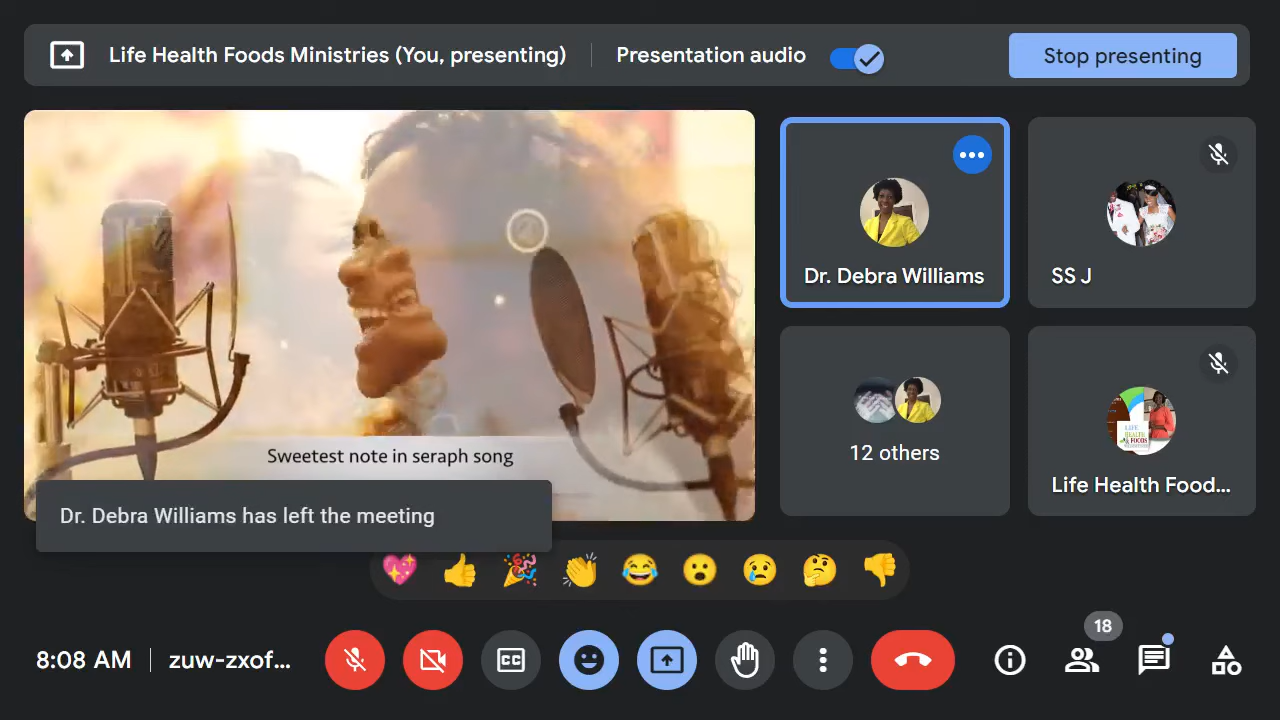 Life Health Foods Ministries (You, presenting)
Presentation audio
Stop presenting
Dr. Debra Williams
SS J
Sweetest note in seraph song
12 others
Life Health Food...
Dr. Debra Williams has left the meeting
18
8:08 AM
zuw-zxof...
CC